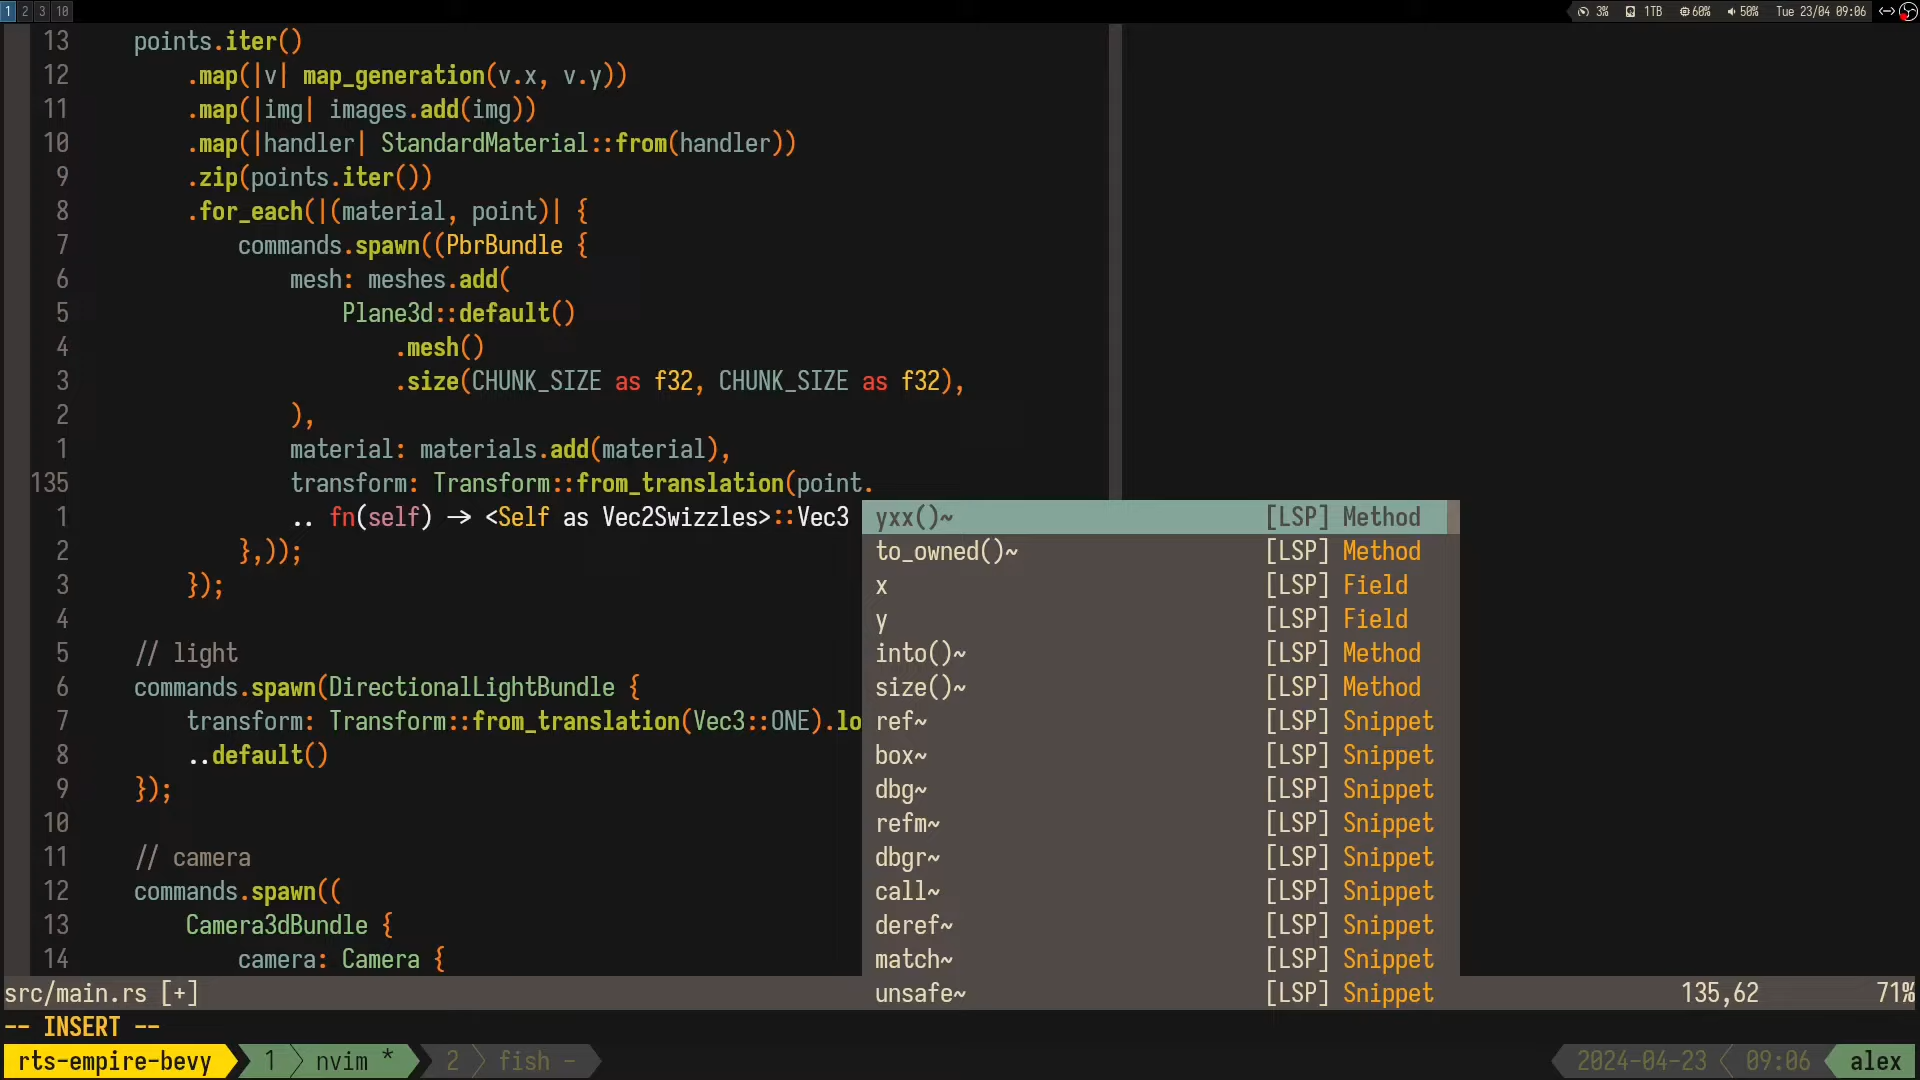 1 2 3 10 3% 1TB 60% 50% Tue 23/04 09:06
13 points.iter()
12 .map(|v| map_generation(v.x, v.y))
11 .map(|img| images.add(img))
10 .map(|handler| StandardMaterial::from(handler))
9 .zip(points.iter())
8 .for_each(|(material, point)| {
7 commands.spawn((PbrBundle {
6 mesh: meshes.add(
5 Plane3d::default()
4 .mesh()
3 .size(CHUNK_SIZE as f32, CHUNK_SIZE as f32),
2 ),
1 material: materials.add(material),
135 transform: Transform::from_translation(point.
1 .. fn(self) -> <Self as Vec2Swizzles>::Vec3 yxx()~ [LSP] Method
2 },)); to_owned()~ [LSP] Method
3 }); x [LSP] Field
4 y [LSP] Field
5 // light into()~ [LSP] Method
6 commands.spawn(DirectionalLightBundle { size()~ [LSP] Method
7 transform: Transform::from_translation(Vec3::ONE).lo ref~ [LSP] Snippet
8 ..default() box~ [LSP] Snippet
9 }); dbg~ [LSP] Snippet
10 refm~ [LSP] Snippet
11 // camera dbgr~ [LSP] Snippet
12 commands.spawn(( call~ [LSP] Snippet
13 Camera3dBundle { deref~ [LSP] Snippet
14 camera: Camera { match~ [LSP] Snippet
src/main.rs [+] unsafe~ [LSP] Snippet 135,62 71%
-- INSERT --
rts-empire-bevy 1 nvim * 2 fish - 2024-04-23 09:06 alex